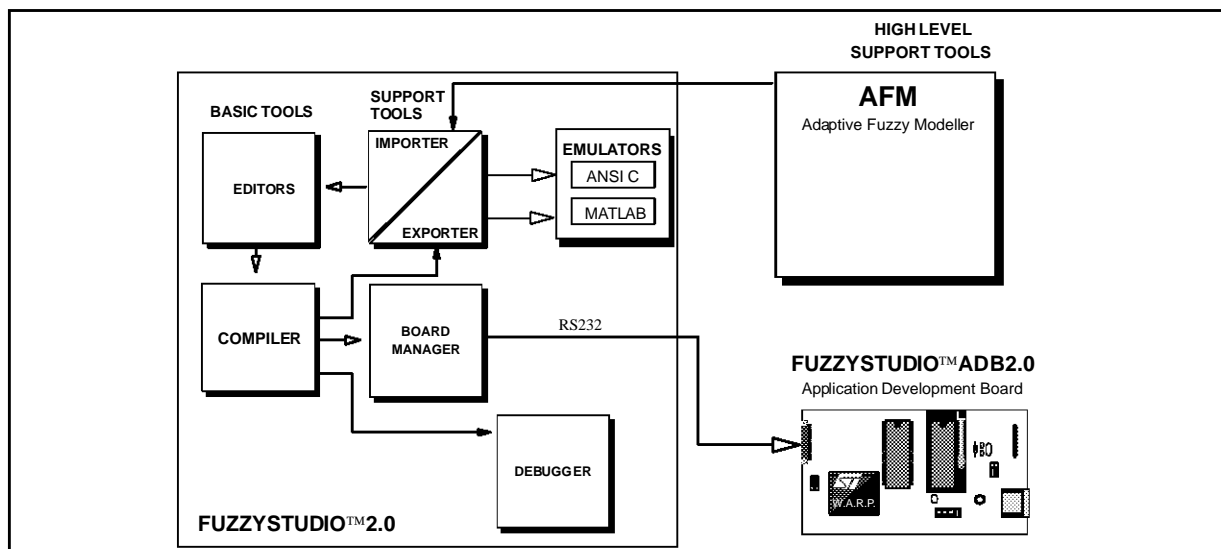 HIGH LEVEL
SUPPORT TOOLS
AFM
Adaptive Fuzzy Modeller
BASIC TOOLS
SUPPORT
TOOLS
IMPORTER
EXPORTER
EDITORS
EMULATORS
ANSI C
MATLAB
COMPILER
BOARD
MANAGER
RS232
DEBUGGER
FUZZYSTUDIO™2.0
FUZZYSTUDIO™ADB2.0
Application Development Board
W.A.R.P.